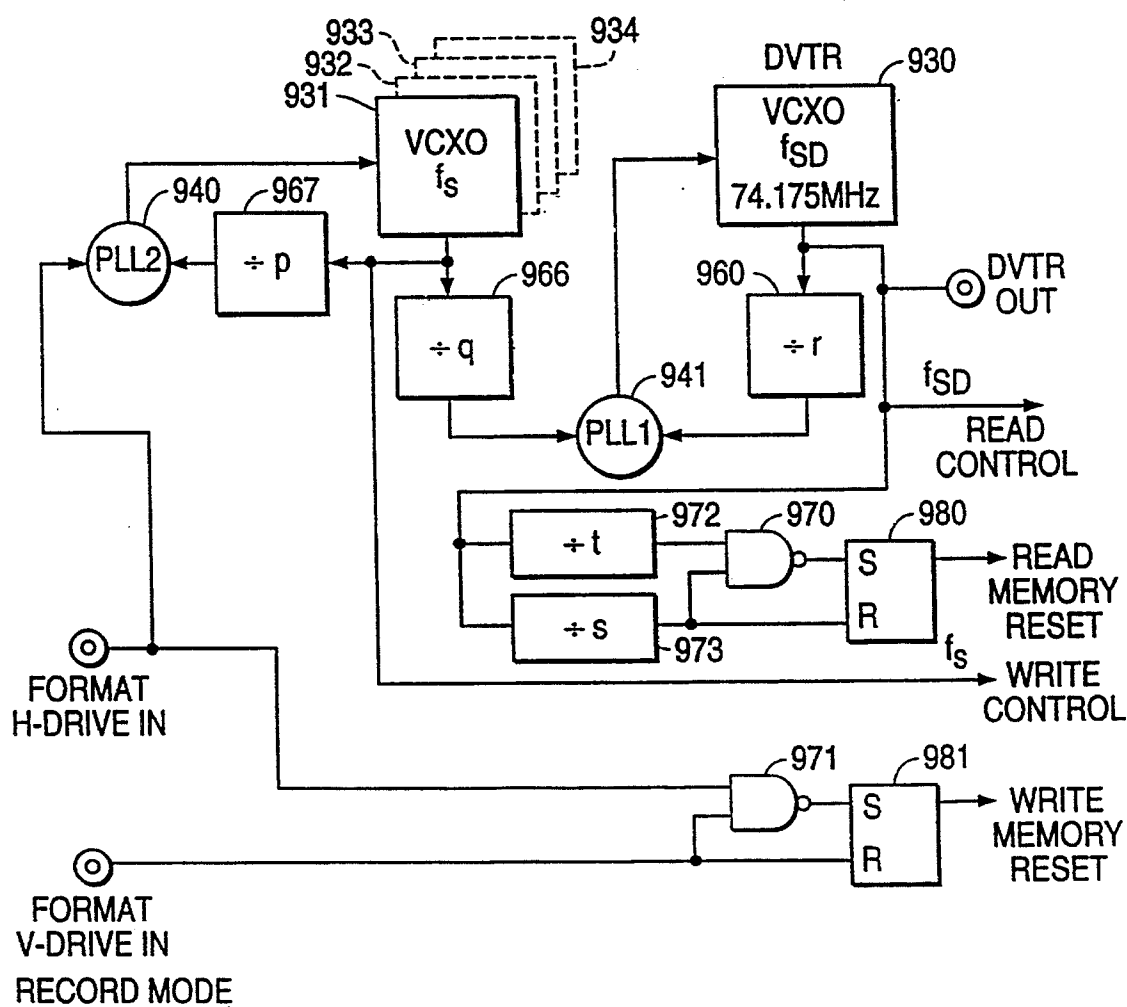 933
934
932
931
VCXO
fs
DVTR
930
VCXO
fSD
74.175MHz
940
967
PLL2
÷ p
966
÷ q
960
÷ r
DVTR
OUT
941
PLL1
fSD
READ
CONTROL
972
÷ t
970
980
S
R
READ
MEMORY
RESET
÷ s
973
fs
WRITE
CONTROL
FORMAT
H-DRIVE IN
971
981
S
R
WRITE
MEMORY
RESET
FORMAT
V-DRIVE IN
RECORD MODE